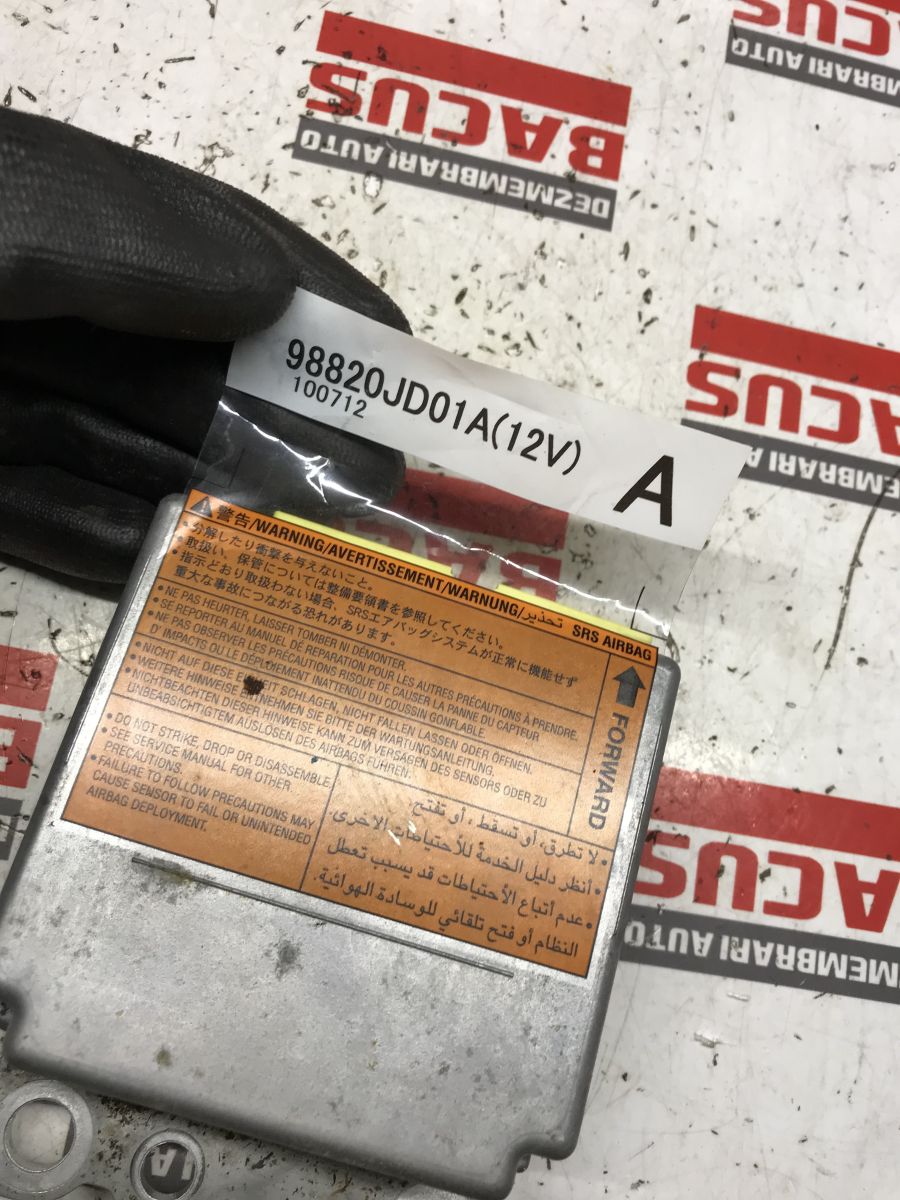 BACUS
DEZMEMBRARI AUTO
98820JD01A(12V)
100712
A
警告/WARNING/AVERTISSEMENT/WARNUNG/تحذير SRS AIRBAG
•分解したり衝撃を与えないこと。
•取扱い、保管については整備要領書を参照してください。
•指示どおり取扱わない場合、SRSエアバッグシステムが正常に機能せず
重大な事故につながる恐れがあります。
•NE PAS HEURTER, LAISSER TOMBER NI DÉMONTER.
•SE REPORTER AU MANUEL DE RÉPARATION POUR LES AUTRES PRÉCAUTIONS À PRENDRE.
•NE PAS OBSERVER LES PRÉCAUTIONS RISQUE DE CAUSER LA PANNE DU CAPTEUR
D'IMPACTS OU LE DÉPLOIEMENT INATTENDU DU COUSSIN GONFLABLE.
•NICHT AUF DIESE EINHEIT SCHLAGEN, NICHT FALLEN LASSEN ODER ÖFFNEN.
•WEITERE HINWEISE ENTNEHMEN SIE BITTE DER WARTUNGSANLEITUNG.
•NICHTBEACHTEN DIESER HINWEISE KANN ZUM VERSAGEN DES SENSORS ODER ZU
UNBEABSICHTIGTEM AUSLÖSEN DES AIRBAGS FÜHREN.
FORWARD
•DO NOT STRIKE, DROP OR DISASSEMBLE
•SEE SERVICE MANUAL FOR OTHER
PRECAUTIONS.
•FAILURE TO FOLLOW PRECAUTIONS MAY
CAUSE SENSOR TO FAIL OR UNINTENDED
AIRBAG DEPLOYMENT.
•لا تطرق، أو تسقط، أو تفتح
•أنظر دليل الخدمة للأحتياطات الاخرى.
•عدم أتباع الأحتياطات قد يسبب تعطل
النظام أو فتح تلقائي للوسادة الهوائية.
BACUS
DEZMEMBRARI AUTO
BACUS
MEMBRARI AUTO
BACUS
MEMBRARI AUTO